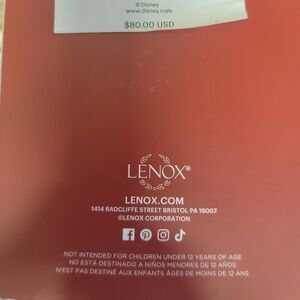 © Disney
www.disney.com
$80.00 USD
LENOX®
LENOX.COM
1414 RADCLIFFE STREET BRISTOL PA 19007
©LENOX CORPORATION
NOT INTENDED FOR CHILDREN UNDER 12 YEARS OF AGE
NO ESTÁ DESTINADO A NIÑOS MENORES DE 12 AÑOS
N'EST PAS DESTINÉ AUX ENFANTS ÂGÉS DE MOINS DE 12 ANS